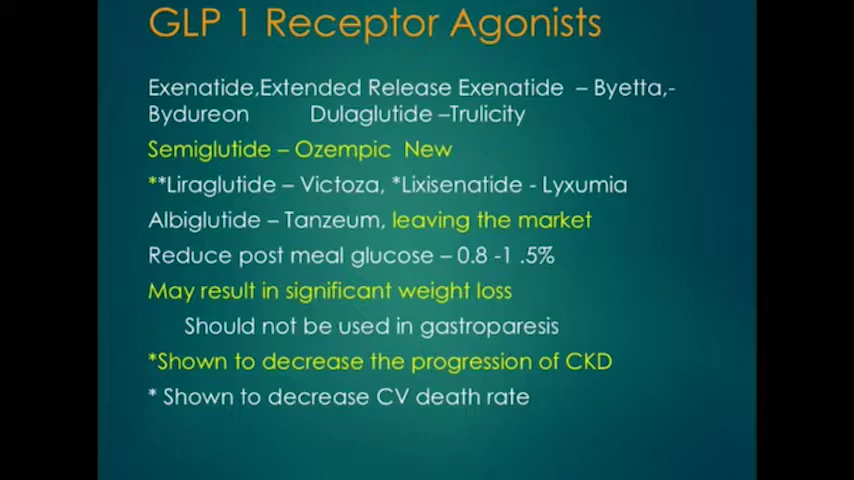 GLP 1 Receptor Agonists
Exenatide,Extended Release Exenatide – Byetta,-
Bydureon Dulaglutide –Trulicity
Semiglutide – Ozempic New
**Liraglutide – Victoza, *Lixisenatide - Lyxumia
Albiglutide – Tanzeum, leaving the market
Reduce post meal glucose – 0.8 -1 .5%
May result in significant weight loss
Should not be used in gastroparesis
*Shown to decrease the progression of CKD
* Shown to decrease CV death rate